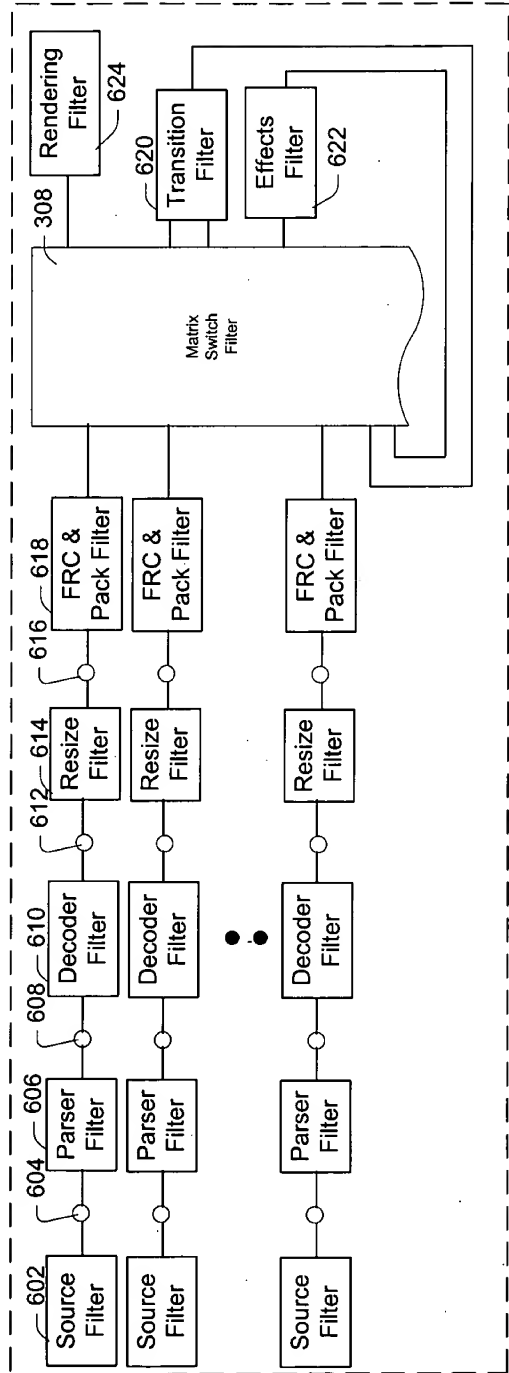 602
Source
Filter
604
606
Parser
Filter
608
610
Decoder
Filter
612
614
Resize
Filter
616
618
FRC &
Pack Filter
Source
Filter
Parser
Filter
Decoder
Filter
Resize
Filter
FRC &
Pack Filter
Source
Filter
Parser
Filter
Decoder
Filter
Resize
Filter
FRC &
Pack Filter
308
Matrix
Switch
Filter
Rendering
Filter
624
620
Transition
Filter
Effects
Filter
622